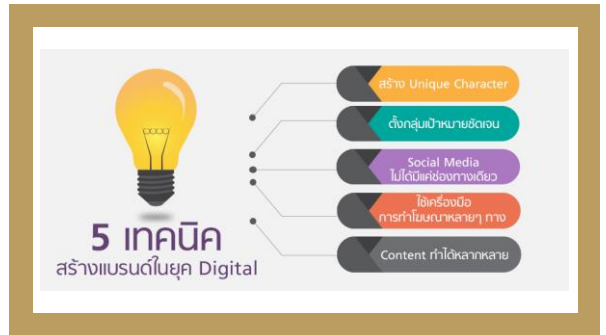 5 เทคนิค
สร้างแบรนด์ในยุค Digital
สร้าง Unique Character
ตั้งกลุ่มเป้าหมายชัดเจน
Social Media
ไม่ได้มีแค่ช่องทางเดียว
ใช้เครื่องมือ
การทำโฆษณาหลายๆ ทาง
Content ทำได้หลากหลาย